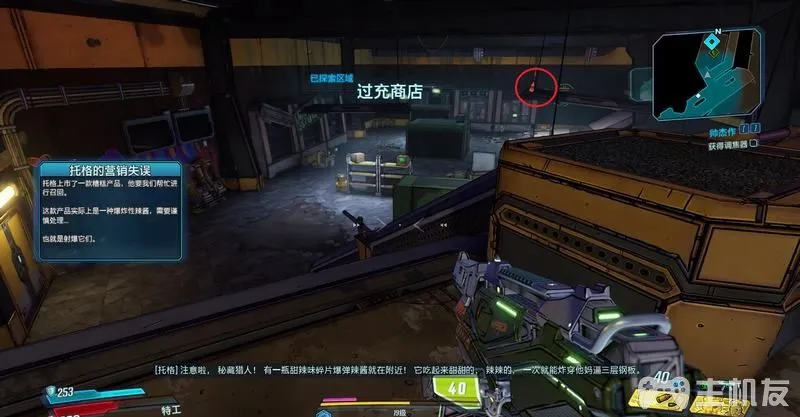 N
已探索区域
过充商店
帅杰作
获得调焦器
托格的营销失误
托格上市了一款糟糕产品，他要我们帮忙进
行召回。
这款产品实际上是一种爆炸性辣酱，需要谨
慎处理...
也就是射爆它们。
[托格] 注意啦， 秘藏猎人！ 有一瓶甜辣味碎片爆弹辣酱就在附近！ 它吃起来甜甜的， 辣辣的， 一次就能炸穿他妈逼三层钢板。
253
特工
40
40
主机友